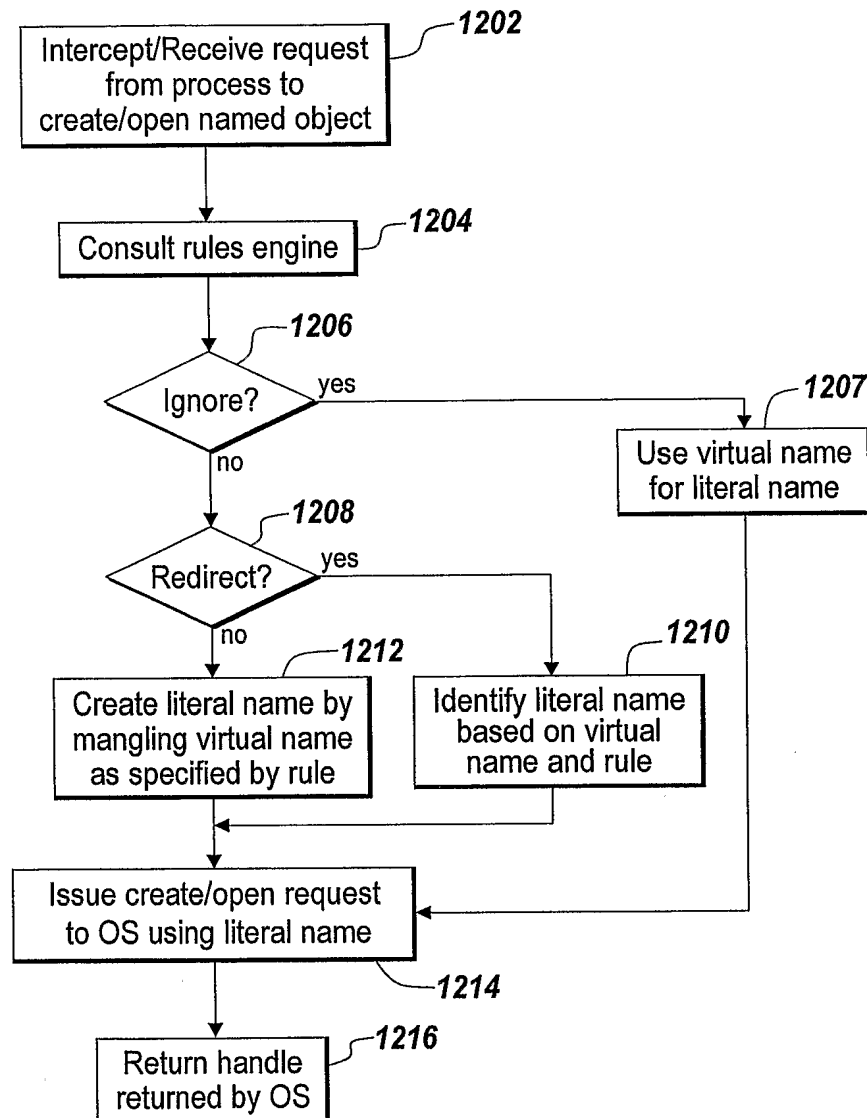 1202
Intercept/Receive request
from process to
create/open named object
1204
Consult rules engine
1206
Ignore?
yes
no
1207
Use virtual name
for literal name
1208
Redirect?
yes
no
1212
Create literal name by
mangling virtual name
as specified by rule
1210
Identify literal name
based on virtual
name and rule
Issue create/open request
to OS using literal name
1214
1216
Return handle
returned by OS